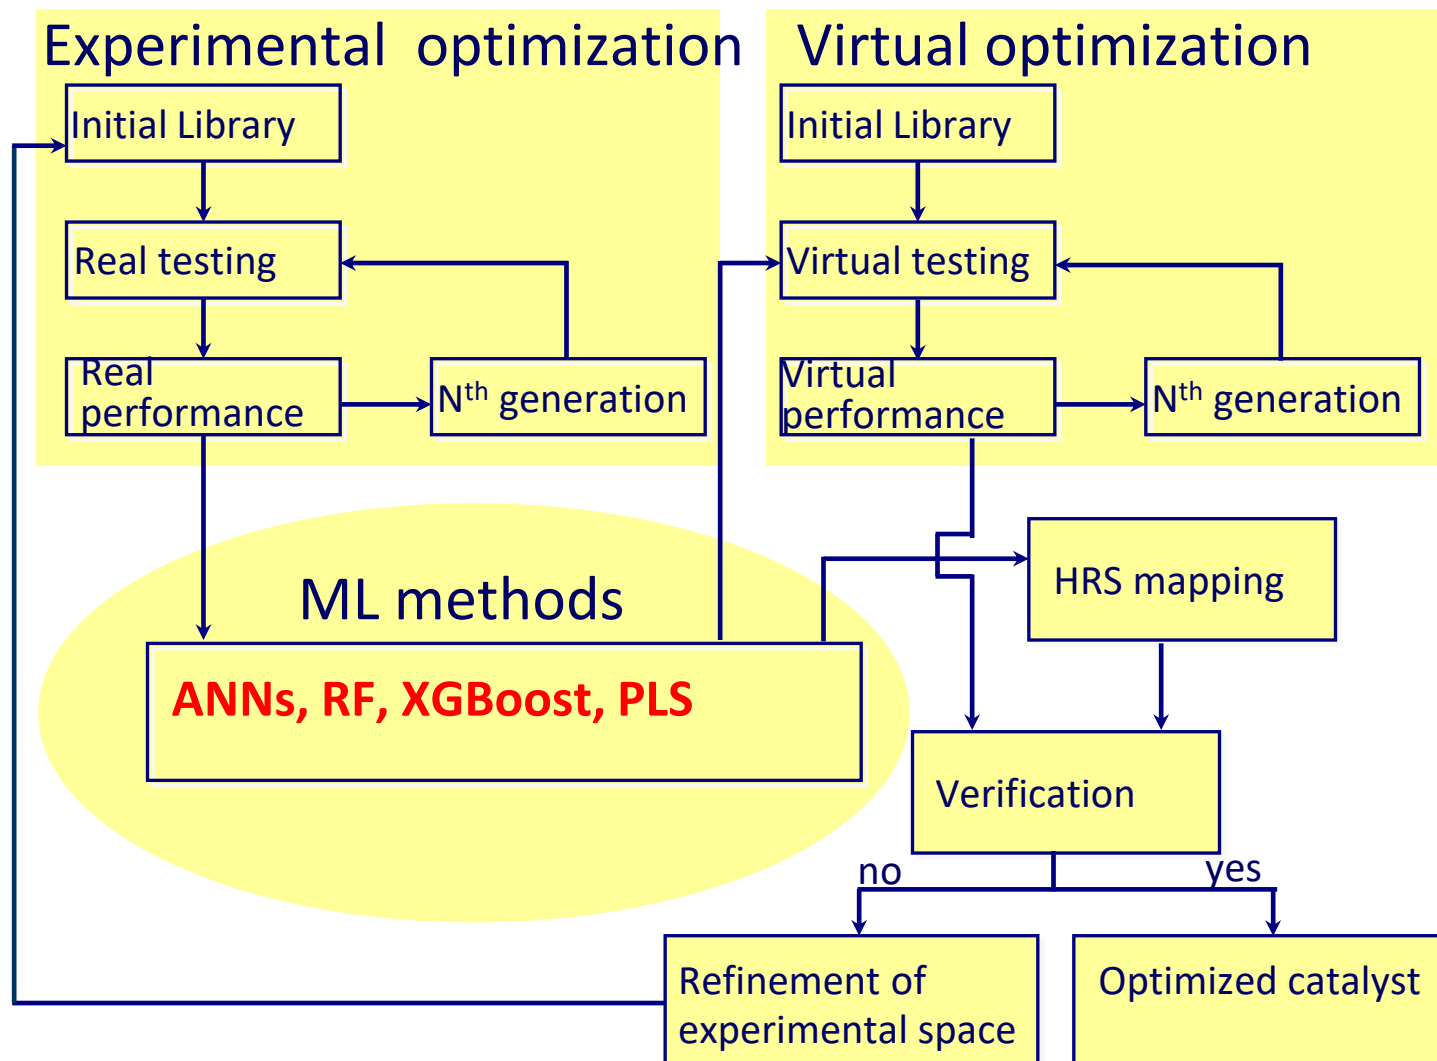 Experimental optimization
Initial Library
Real testing
Real
performance
Nth generation
Virtual optimization
Initial Library
Virtual testing
Virtual
performance
Nth generation
ML methods
ANNs, RF, XGBoost, PLS
HRS mapping
Verification
no
yes
Refinement of
experimental space
Optimized catalyst